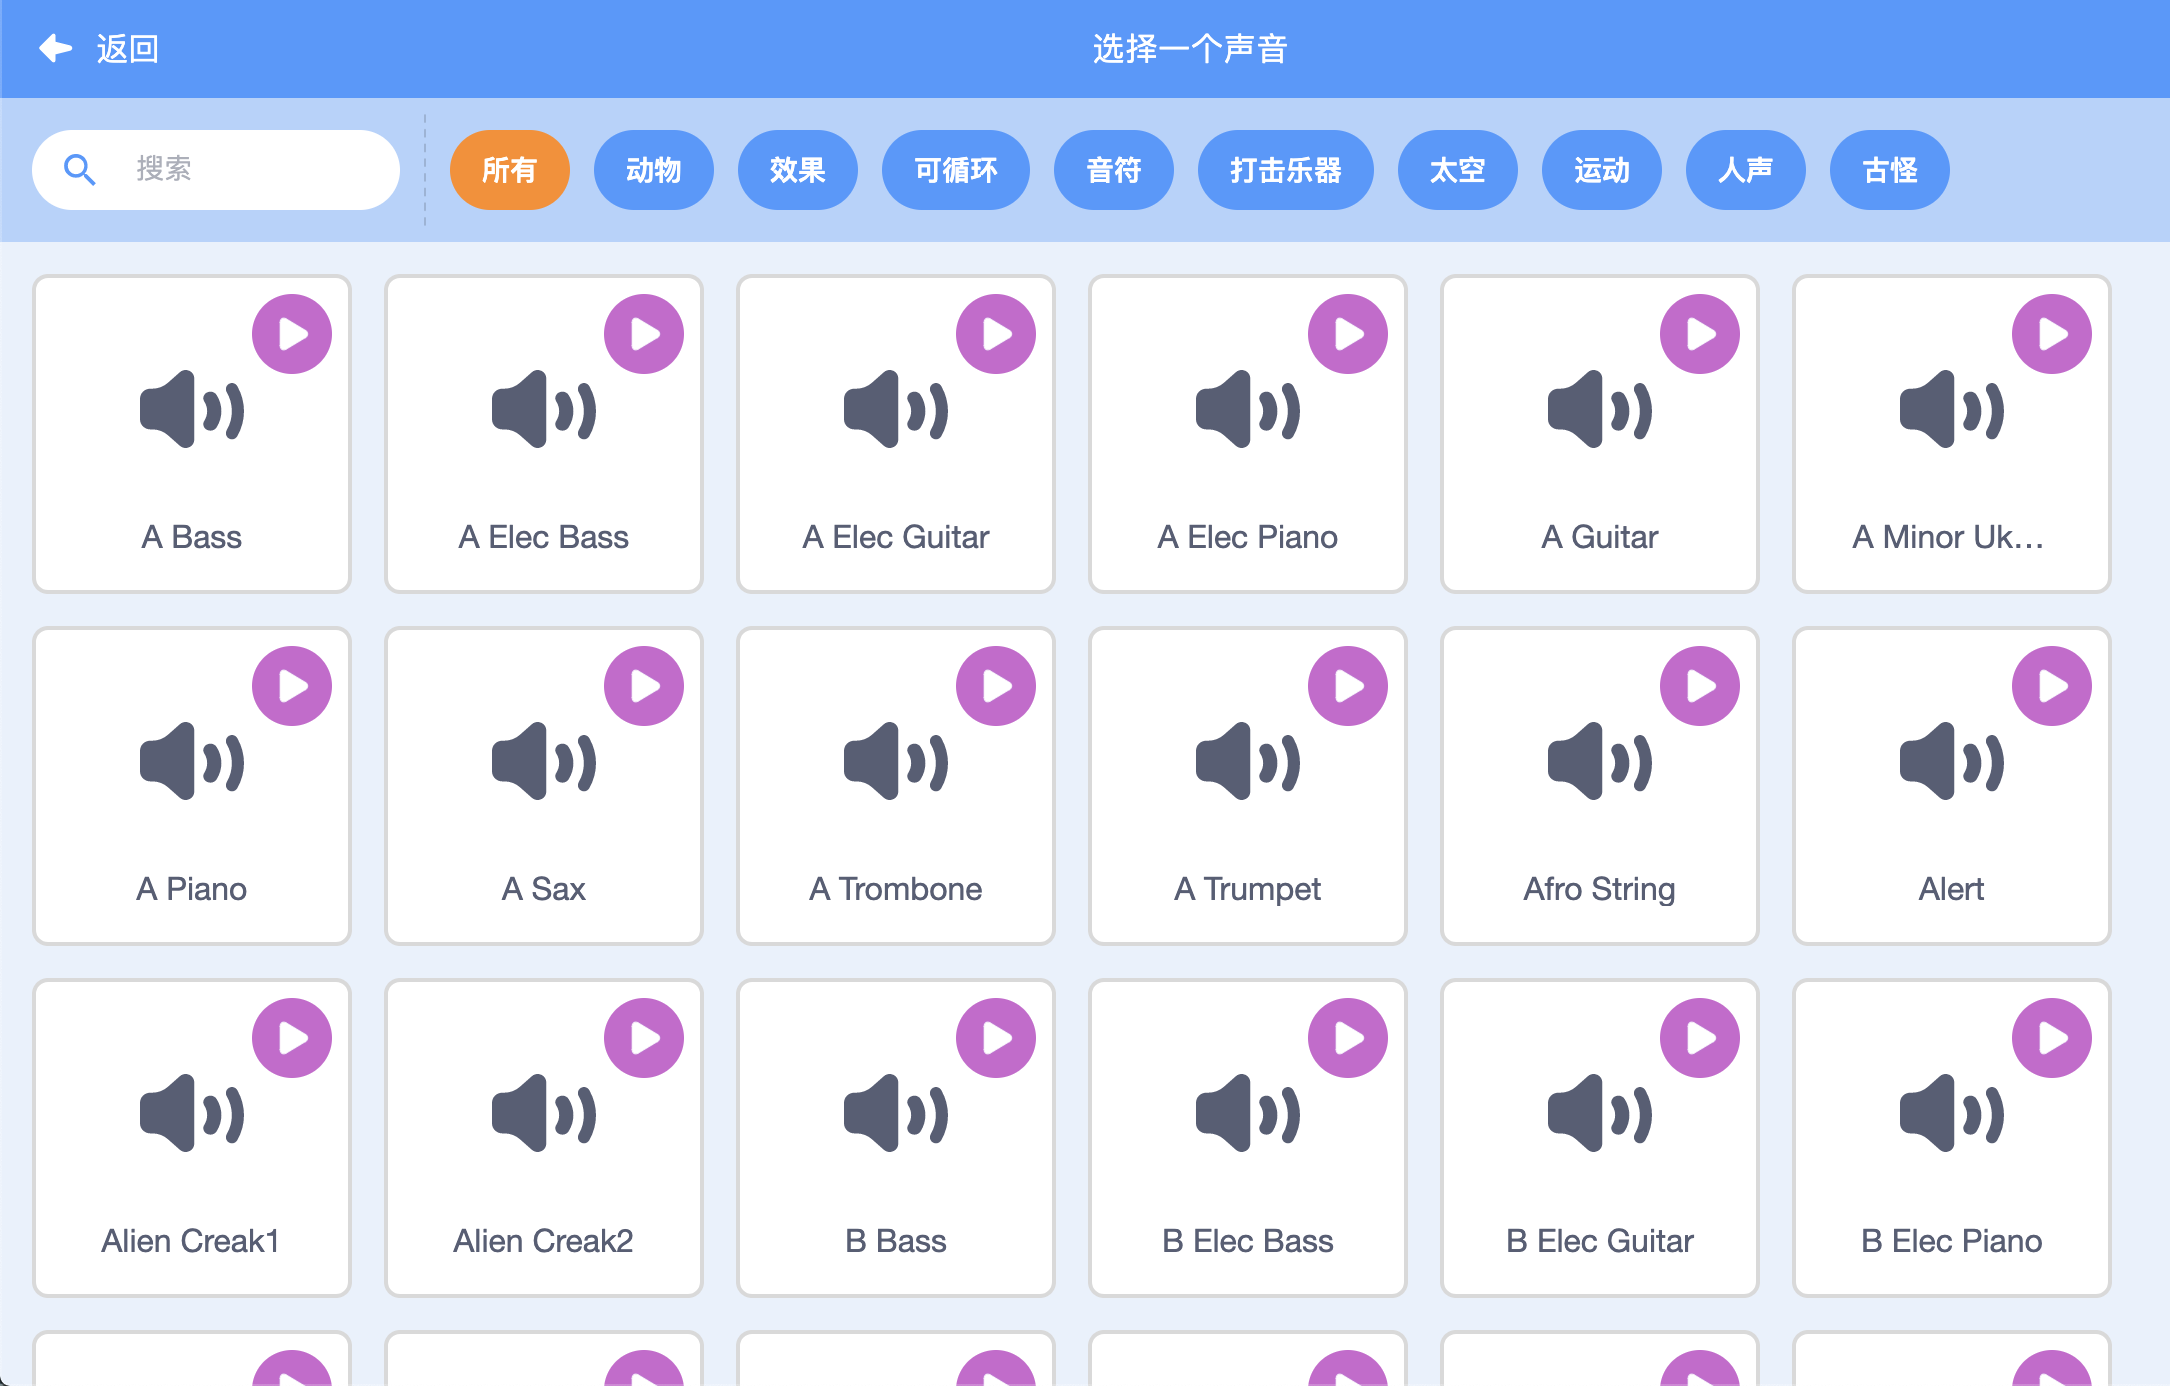 返回
选择一个声音
搜索
所有
动物
效果
可循环
音符
打击乐器
太空
运动
人声
古怪
A Bass
A Elec Bass
A Elec Guitar
A Elec Piano
A Guitar
A Minor Uk...
A Piano
A Sax
A Trombone
A Trumpet
Afro String
Alert
Alien Creak1
Alien Creak2
B Bass
B Elec Bass
B Elec Guitar
B Elec Piano